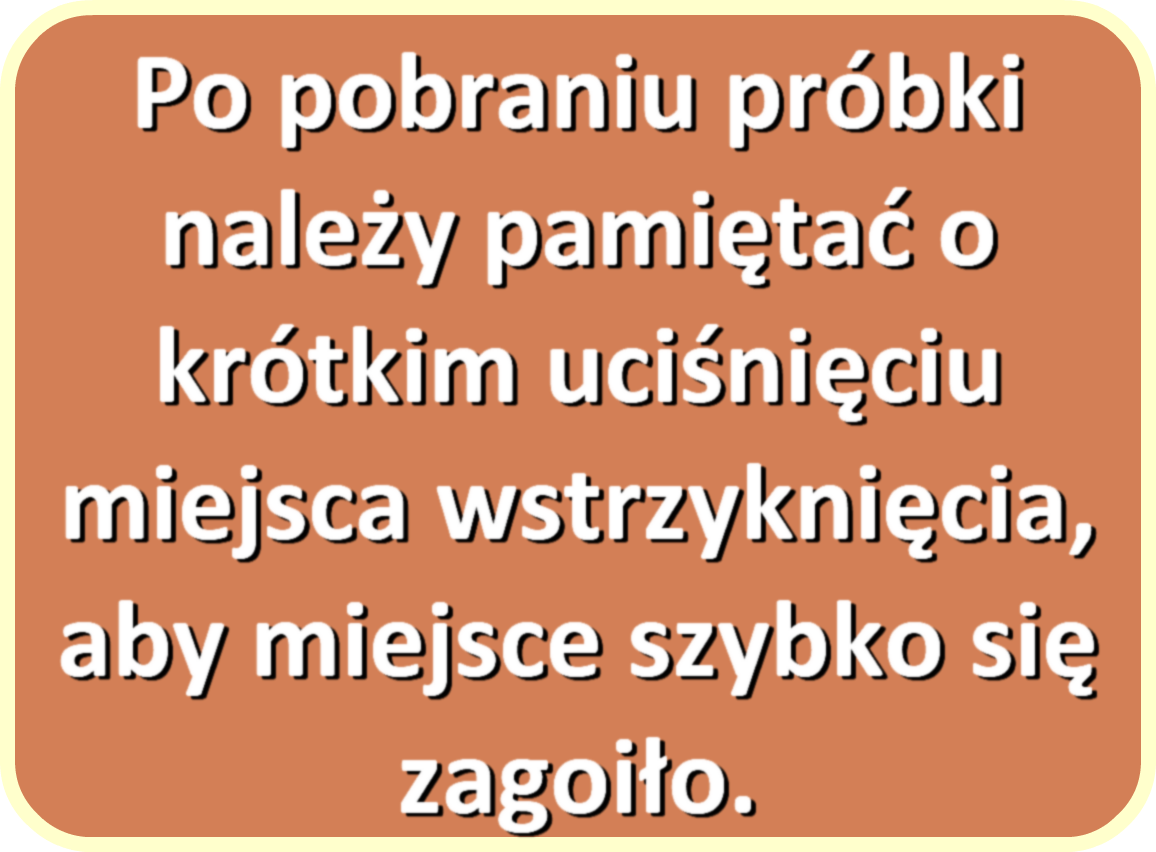 Po pobraniu próbki
należy pamiętać o
krótkim uciśnięciu
miejsca wstrzyknięcia,
aby miejsce szybko się
zagoiło.